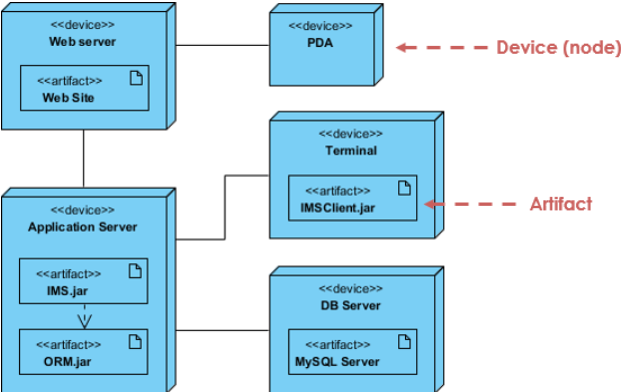 <<device>>
Web server
<<artifact>>
Web Site
<<device>>
PDA
Device (node)
<<device>>
Terminal
<<artifact>>
IMSClient.jar
Artifact
<<device>>
Application Server
<<artifact>>
IMS.jar
<<artifact>>
ORM.jar
<<device>>
DB Server
<<artifact>>
MySQL Server